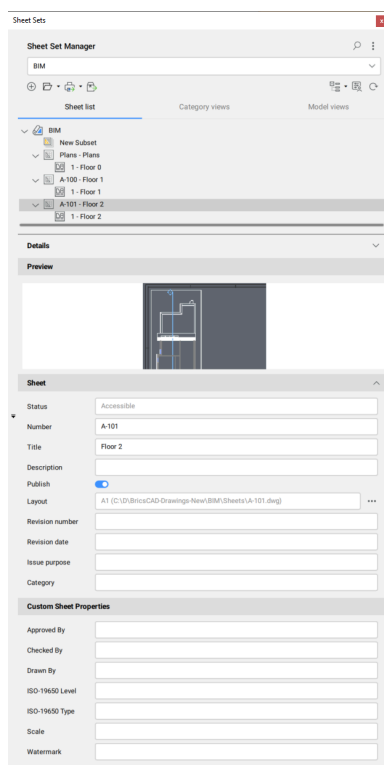 Sheet Sets
x
Sheet Set Manager
BIM
Sheet list Category views Model views
BIM
New Subset
Plans - Plans
1 - Floor 0
A-100 - Floor 1
1 - Floor 1
A-101 - Floor 2
1 - Floor 2
Details
Preview
Sheet
Status Accessible
Number A-101
Title Floor 2
Description
Publish
Layout A1 (C:\D\BricsCAD-Drawings-New\BIM\Sheets\A-101.dwg)
Revision number
Revision date
Issue purpose
Category
Custom Sheet Properties
Approved By
Checked By
Drawn By
ISO-19650 Level
ISO-19650 Type
Scale
Watermark